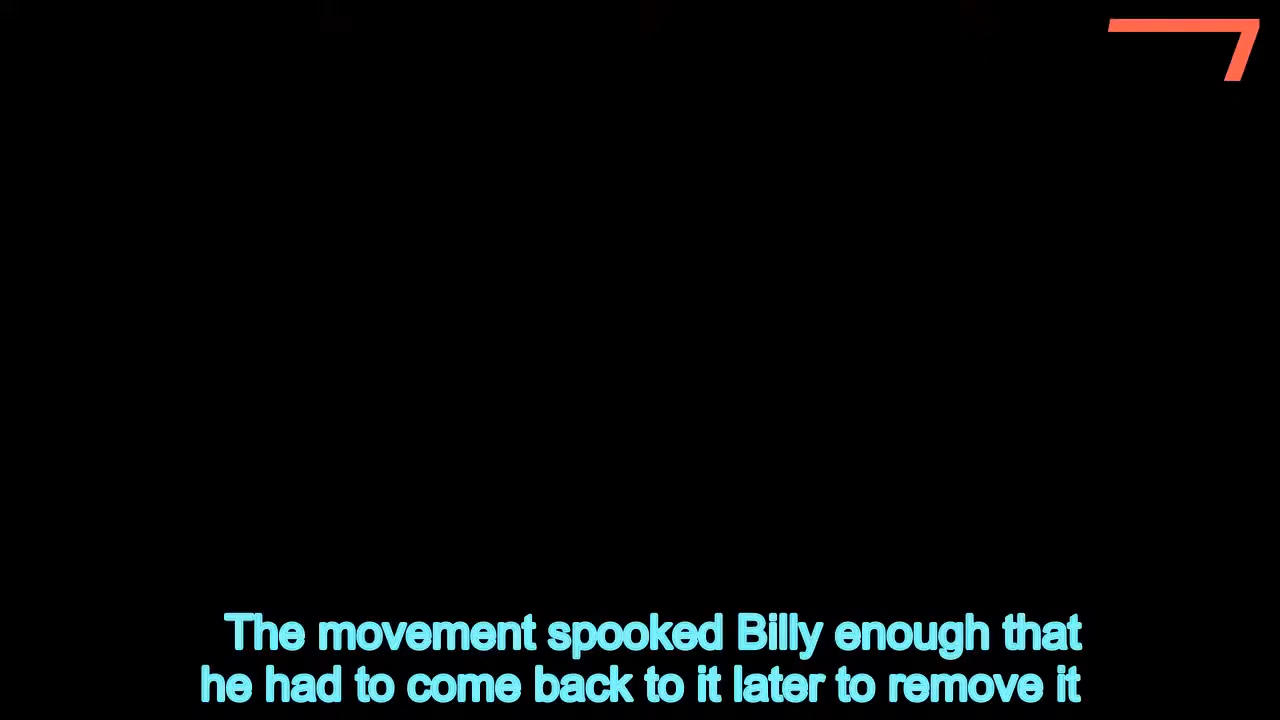 The movement spooked Billy enough that
he had to come back to it later to remove it